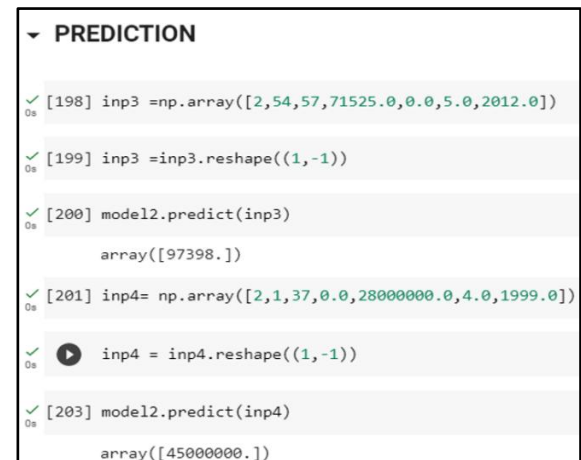 PREDICTION
[198] inp3 =np.array([2,54,57,71525.0,0.0,5.0,2012.0])
0s
[199] inp3 =inp3.reshape((1,-1))
0s
[200] model2.predict(inp3)
0s
array([97398.])
[201] inp4= np.array([2,1,37,0.0,28000000.0,4.0,1999.0])
0s
inp4 = inp4.reshape((1,-1))
0s
[203] model2.predict(inp4)
0s
array([45000000.])